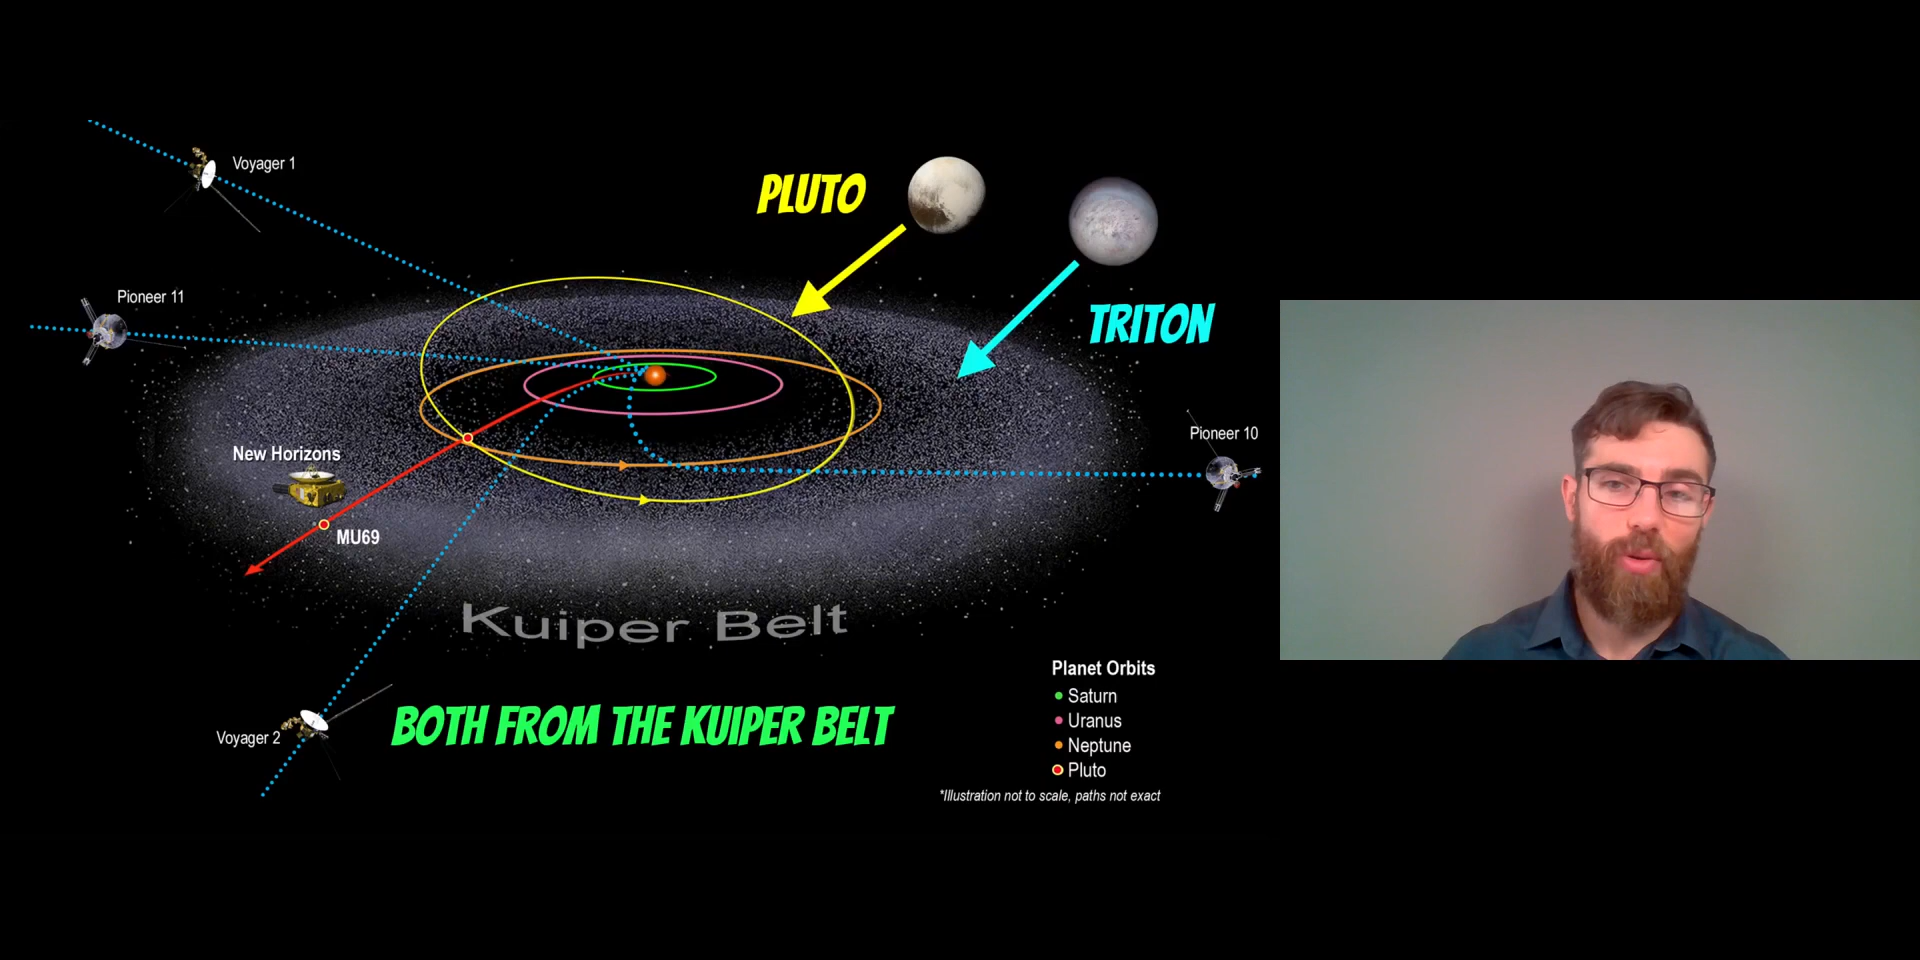 Voyager 1
PLUTO
Pioneer 11
TRITON
Pioneer 10
New Horizons
MU69
Kuiper Belt
Planet Orbits
Saturn
Uranus
Neptune
Pluto
Voyager 2
BOTH FROM THE KUIPER BELT
*Illustration not to scale, paths not exact